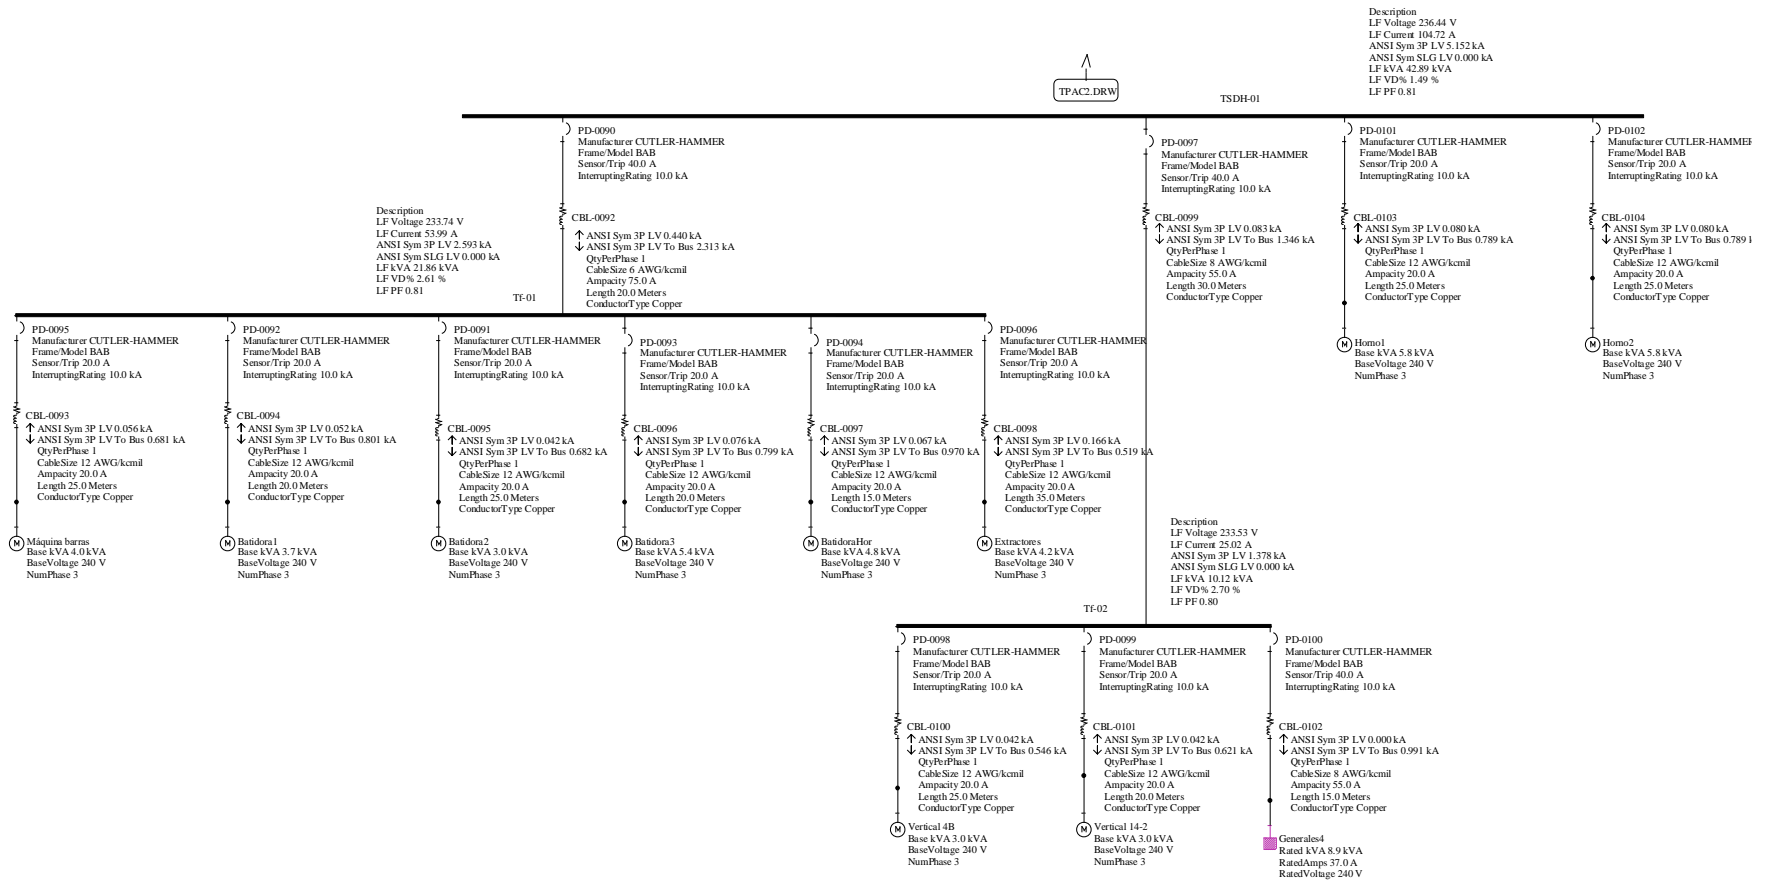 Description
LF Voltage 236.44 V
LF Current 104.72 A
ANSI Sym 3P LV 5.152 kA
ANSI Sym SLG LV 0.000 kA
LF kVA 42.89 kVA
LF VD% 1.49 %
LF PF 0.81
TPAC2.DRW
TSDH-01
PD-0090
Manufacturer CUTLER-HAMMER
Frame/Model BAB
Sensor/Trip 40.0 A
InterruptingRating 10.0 kA
PD-0097
Manufacturer CUTLER-HAMMER
Frame/Model BAB
Sensor/Trip 40.0 A
InterruptingRating 10.0 kA
PD-0101
Manufacturer CUTLER-HAMMER
Frame/Model BAB
Sensor/Trip 20.0 A
InterruptingRating 10.0 kA
PD-0102
Manufacturer CUTLER-HAMMER
Frame/Model BAB
Sensor/Trip 20.0 A
InterruptingRating 10.0 kA
Description
LF Voltage 233.74 V
LF Current 53.99 A
ANSI Sym 3P LV 2.593 kA
ANSI Sym SLG LV 0.000 kA
LF kVA 21.86 kVA
LF VD% 2.61 %
LF PF 0.81
CBL-0092
ANSI Sym 3P LV 0.440 kA
ANSI Sym 3P LV To Bus 2.313 kA
QtyPerPhase 1
CableSize 6 AWG/kcmil
Ampacity 75.0 A
Length 20.0 Meters
ConductorType Copper
CBL-0099
ANSI Sym 3P LV 0.083 kA
ANSI Sym 3P LV To Bus 1.346 kA
QtyPerPhase 1
CableSize 8 AWG/kcmil
Ampacity 55.0 A
Length 30.0 Meters
ConductorType Copper
CBL-0103
ANSI Sym 3P LV 0.080 kA
ANSI Sym 3P LV To Bus 0.789 kA
QtyPerPhase 1
CableSize 12 AWG/kcmil
Ampacity 20.0 A
Length 25.0 Meters
ConductorType Copper
CBL-0104
ANSI Sym 3P LV 0.080 kA
ANSI Sym 3P LV To Bus 0.789
QtyPerPhase 1
CableSize 12 AWG/kcmil
Ampacity 20.0 A
Length 25.0 Meters
ConductorType Copper
M Horno1
Base kVA 5.8 kVA
BaseVoltage 240 V
NumPhase 3
M Horno2
Base kVA 5.8 kVA
BaseVoltage 240 V
NumPhase 3
Tf-01
PD-0095
Manufacturer CUTLER-HAMMER
Frame/Model BAB
Sensor/Trip 20.0 A
InterruptingRating 10.0 kA
PD-0092
Manufacturer CUTLER-HAMMER
Frame/Model BAB
Sensor/Trip 20.0 A
InterruptingRating 10.0 kA
PD-0091
Manufacturer CUTLER-HAMMER
Frame/Model BAB
Sensor/Trip 20.0 A
InterruptingRating 10.0 kA
PD-0093
Manufacturer CUTLER-HAMMER
Frame/Model BAB
Sensor/Trip 20.0 A
InterruptingRating 10.0 kA
PD-0094
Manufacturer CUTLER-HAMMER
Frame/Model BAB
Sensor/Trip 20.0 A
InterruptingRating 10.0 kA
PD-0096
Manufacturer CUTLER-HAMMER
Frame/Model BAB
Sensor/Trip 20.0 A
InterruptingRating 10.0 kA
CBL-0093
ANSI Sym 3P LV 0.056 kA
ANSI Sym 3P LV To Bus 0.681 kA
QtyPerPhase 1
CableSize 12 AWG/kcmil
Ampacity 20.0 A
Length 25.0 Meters
ConductorType Copper
CBL-0094
ANSI Sym 3P LV 0.052 kA
ANSI Sym 3P LV To Bus 0.801 kA
QtyPerPhase 1
CableSize 12 AWG/kcmil
Ampacity 20.0 A
Length 20.0 Meters
ConductorType Copper
CBL-0095
ANSI Sym 3P LV 0.042 kA
ANSI Sym 3P LV To Bus 0.682 kA
QtyPerPhase 1
CableSize 12 AWG/kcmil
Ampacity 20.0 A
Length 25.0 Meters
ConductorType Copper
CBL-0096
ANSI Sym 3P LV 0.076 kA
ANSI Sym 3P LV To Bus 0.799 kA
QtyPerPhase 1
CableSize 12 AWG/kcmil
Ampacity 20.0 A
Length 20.0 Meters
ConductorType Copper
CBL-0097
ANSI Sym 3P LV 0.067 kA
ANSI Sym 3P LV To Bus 0.970 kA
QtyPerPhase 1
CableSize 12 AWG/kcmil
Ampacity 20.0 A
Length 15.0 Meters
ConductorType Copper
CBL-0098
ANSI Sym 3P LV 0.166 kA
ANSI Sym 3P LV To Bus 0.519 kA
QtyPerPhase 1
CableSize 12 AWG/kcmil
Ampacity 20.0 A
Length 35.0 Meters
ConductorType Copper
M Máquina barras
Base kVA 4.0 kVA
BaseVoltage 240 V
NumPhase 3
M Batidora1
Base kVA 3.7 kVA
BaseVoltage 240 V
NumPhase 3
M Batidora2
Base kVA 3.0 kVA
BaseVoltage 240 V
NumPhase 3
M Batidora3
Base kVA 5.4 kVA
BaseVoltage 240 V
NumPhase 3
M BatidoraHor
Base kVA 4.8 kVA
BaseVoltage 240 V
NumPhase 3
M Extractores
Base kVA 4.2 kVA
BaseVoltage 240 V
NumPhase 3
Description
LF Voltage 233.53 V
LF Current 25.02 A
ANSI Sym 3P LV 1.378 kA
ANSI Sym SLG LV 0.000 kA
LF kVA 10.12 kVA
LF VD% 2.70 %
LF PF 0.80
Tf-02
PD-0098
Manufacturer CUTLER-HAMMER
Frame/Model BAB
Sensor/Trip 20.0 A
InterruptingRating 10.0 kA
PD-0099
Manufacturer CUTLER-HAMMER
Frame/Model BAB
Sensor/Trip 20.0 A
InterruptingRating 10.0 kA
PD-0100
Manufacturer CUTLER-HAMMER
Frame/Model BAB
Sensor/Trip 40.0 A
InterruptingRating 10.0 kA
CBL-0100
ANSI Sym 3P LV 0.042 kA
ANSI Sym 3P LV To Bus 0.546 kA
QtyPerPhase 1
CableSize 12 AWG/kcmil
Ampacity 20.0 A
Length 25.0 Meters
ConductorType Copper
CBL-0101
ANSI Sym 3P LV 0.042 kA
ANSI Sym 3P LV To Bus 0.621 kA
QtyPerPhase 1
CableSize 12 AWG/kcmil
Ampacity 20.0 A
Length 20.0 Meters
ConductorType Copper
CBL-0102
ANSI Sym 3P LV 0.000 kA
ANSI Sym 3P LV To Bus 0.991 kA
QtyPerPhase 1
CableSize 8 AWG/kcmil
Ampacity 55.0 A
Length 15.0 Meters
ConductorType Copper
M Vertical 4B
Base kVA 3.0 kVA
BaseVoltage 240 V
NumPhase 3
M Vertical 14-2
Base kVA 3.0 kVA
BaseVoltage 240 V
NumPhase 3
Generales4
Rated kVA 8.9 kVA
RatedAmps 37.0 A
RatedVoltage 240 V